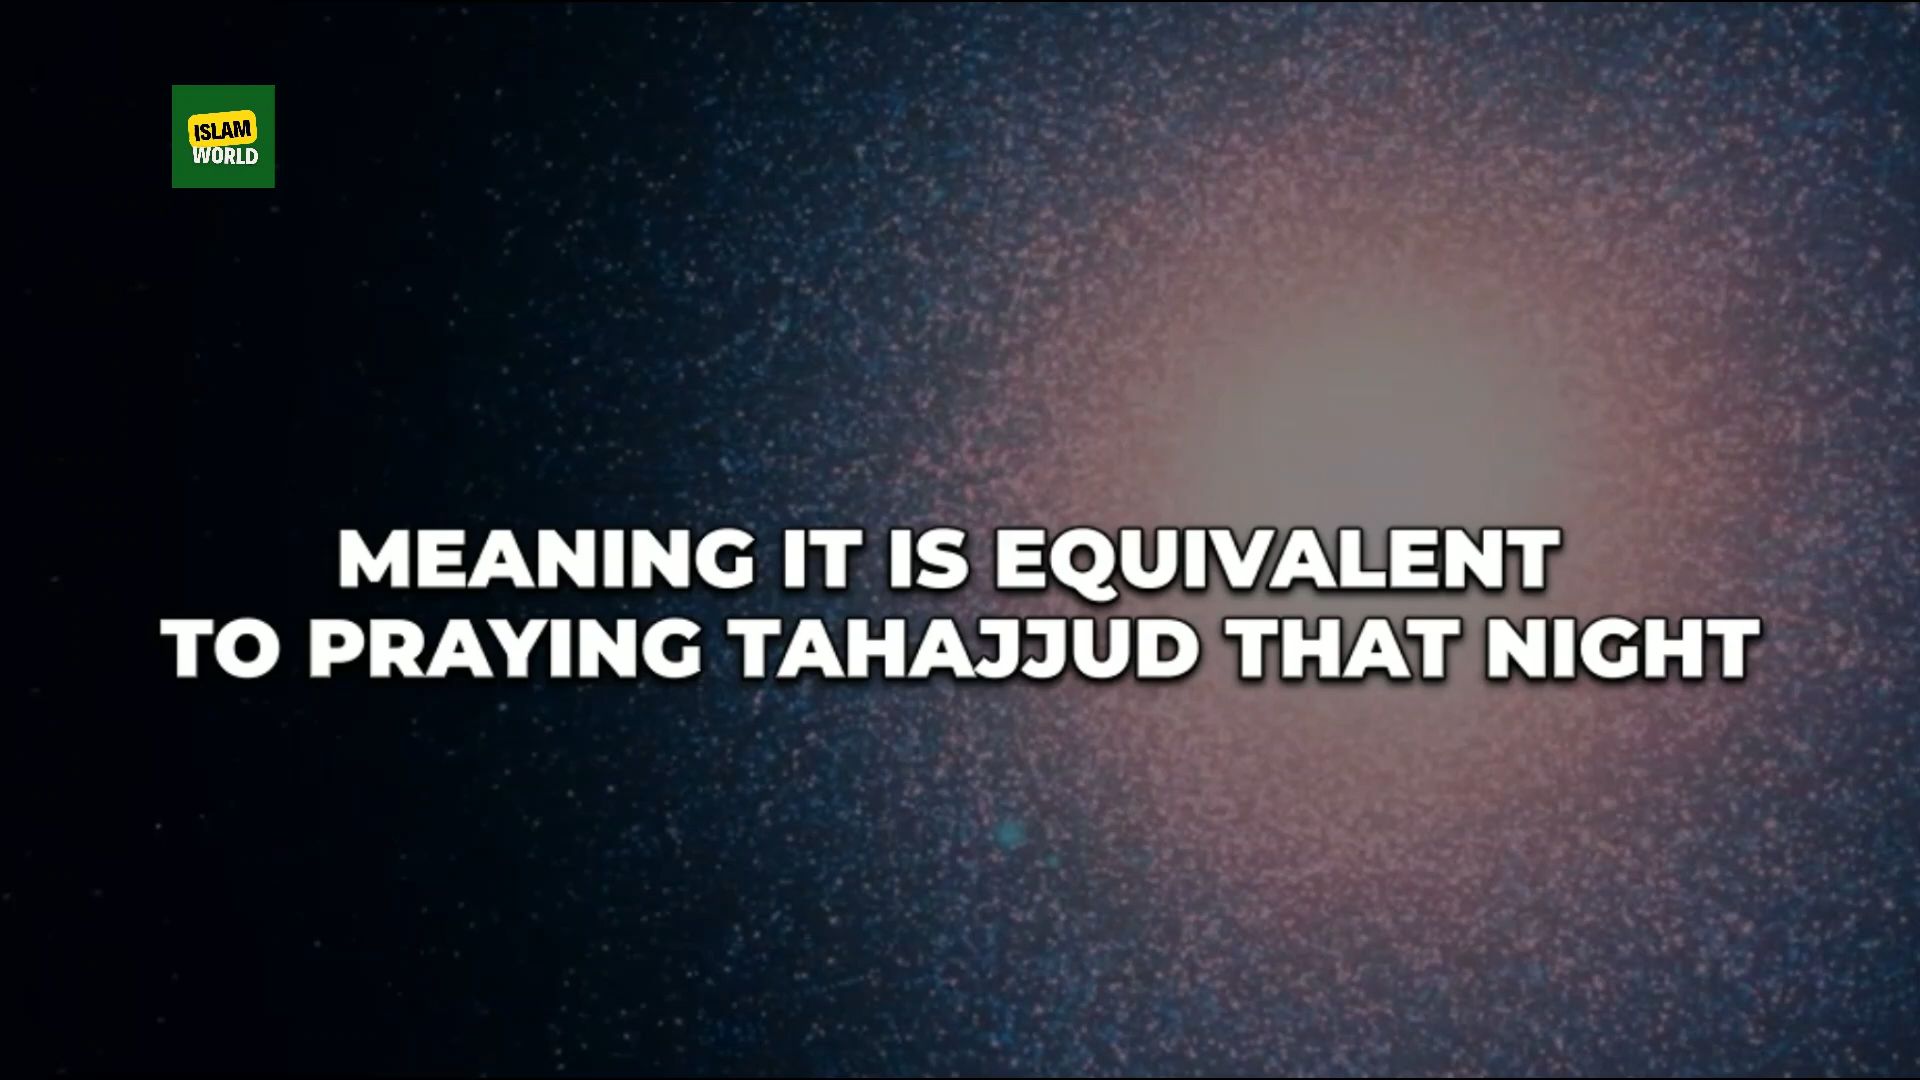 ISLAM
WORLD
MEANING IT IS EQUIVALENT
TO PRAYING TAHAJJUD THAT NIGHT